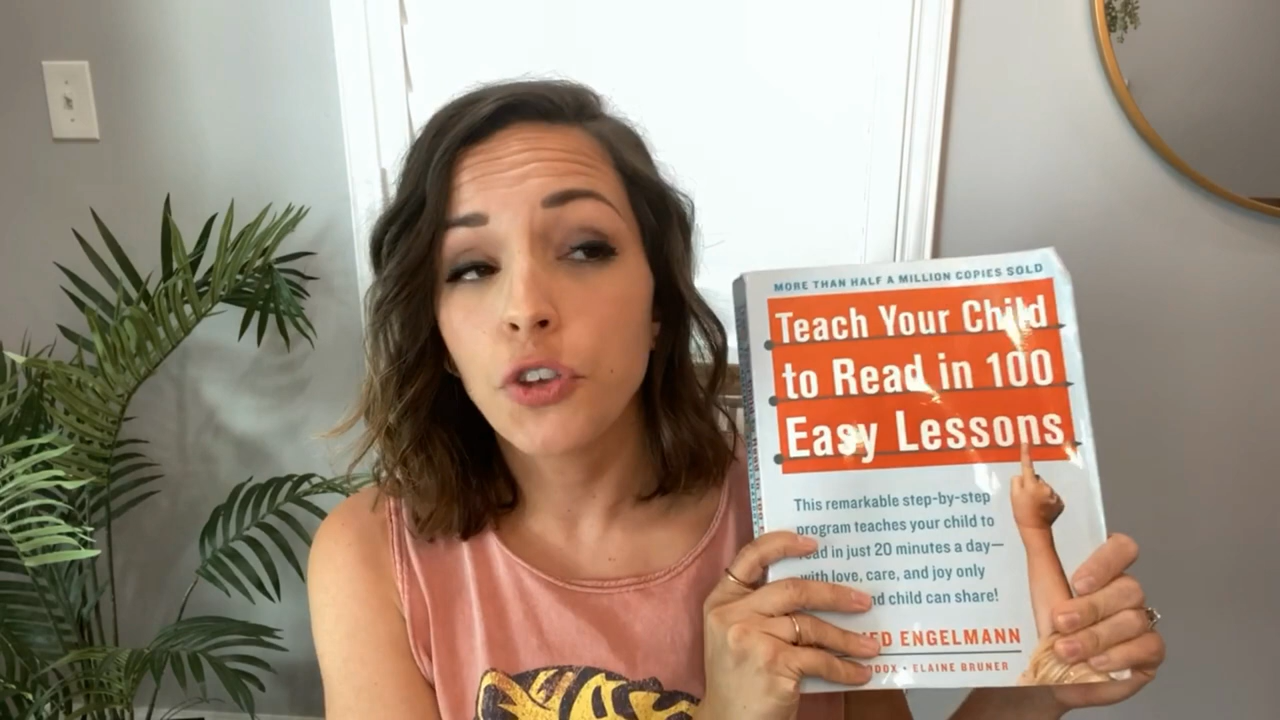 MORE THAN HALF A MILLION COPIES SOLD
Teach Your Child
to Read in 100
Easy Lessons
This remarkable step-by-step
program teaches your child to
read in just 20 minutes a day—
with love, care, and joy only
child can share!
ENGELMANN
ELAINE BRUNER